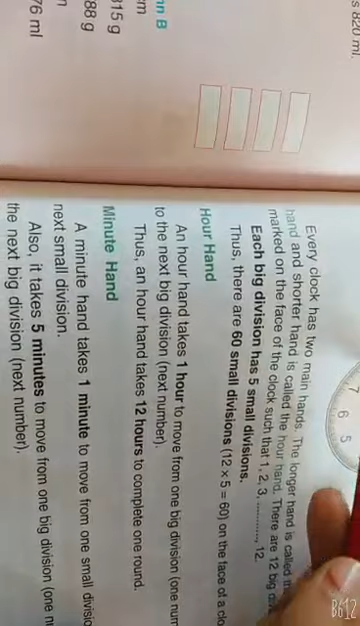 s 820 ml.
nn B
m
315 g
88 g
n
76 ml
7 6 5
Every clock has two main hands. The longer hand is called
hand and shorter hand is called the hour hand. There are 12 big
marked on the face of the clock such that 1, 2, 3, .........., 12.
Each big division has 5 small divisions.
Thus, there are 60 small divisions (12 × 5 = 60) on the face of a
Hour Hand
An hour hand takes 1 hour to move from one big division (one
to the next big division (next number).
Thus, an hour hand takes 12 hours to complete one round.
Minute Hand
A minute hand takes 1 minute to move from one small
next small division.
Also, it takes 5 minutes to move from one big division (one
the next big division (next number).
B612